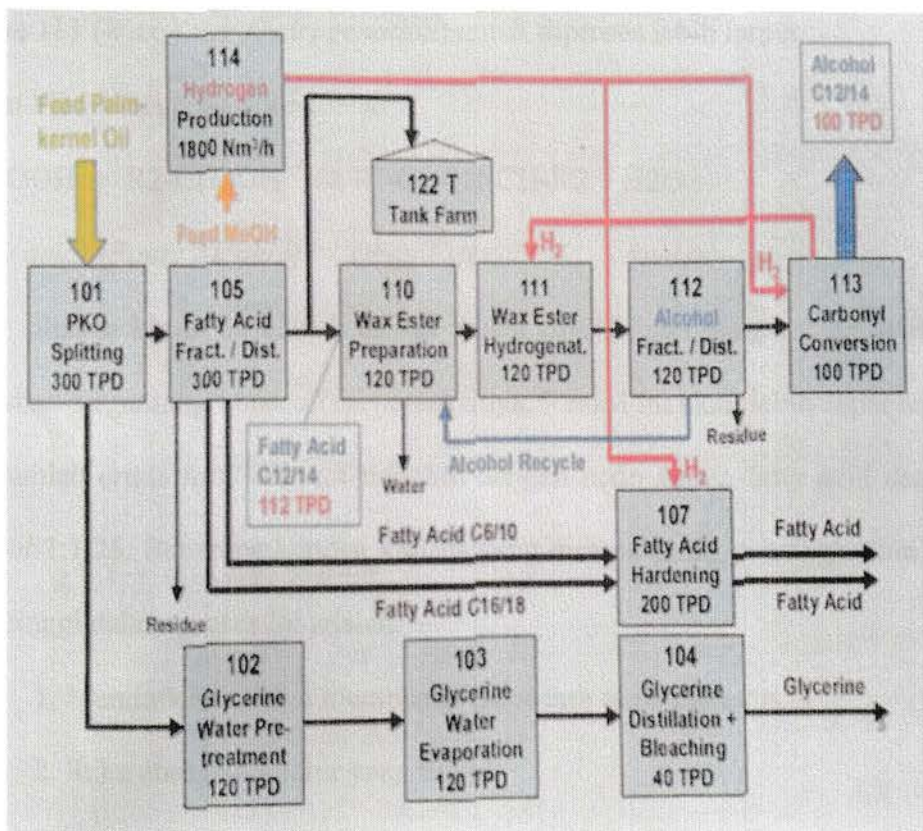 114
Hydrogen
Production
1800 Nm³/h
Feed Palm-
kernel Oil
Feed MeOH
122 T
Tank Farm
Alcohol
C12/14
100 TPD
H₂
H₂
101
PKO
Splitting
300 TPD
105
Fatty Acid
Fract. / Dist.
300 TPD
110
Wax Ester
Preparation
120 TPD
111
Wax Ester
Hydrogenat.
120 TPD
112
Alcohol
Fract. / Dist.
120 TPD
113
Carbonyl
Conversion
100 TPD
Fatty Acid
C12/14
112 TPD
Water
Alcohol Recycle
Residue
H₂
Fatty Acid C6/10
Fatty Acid C16/18
107
Fatty Acid
Hardening
200 TPD
Fatty Acid
Fatty Acid
Residue
102
Glycerine
Water Pre-
treatment
120 TPD
103
Glycerine
Water
Evaporation
120 TPD
104
Glycerine
Distillation +
Bleaching
40 TPD
Glycerine